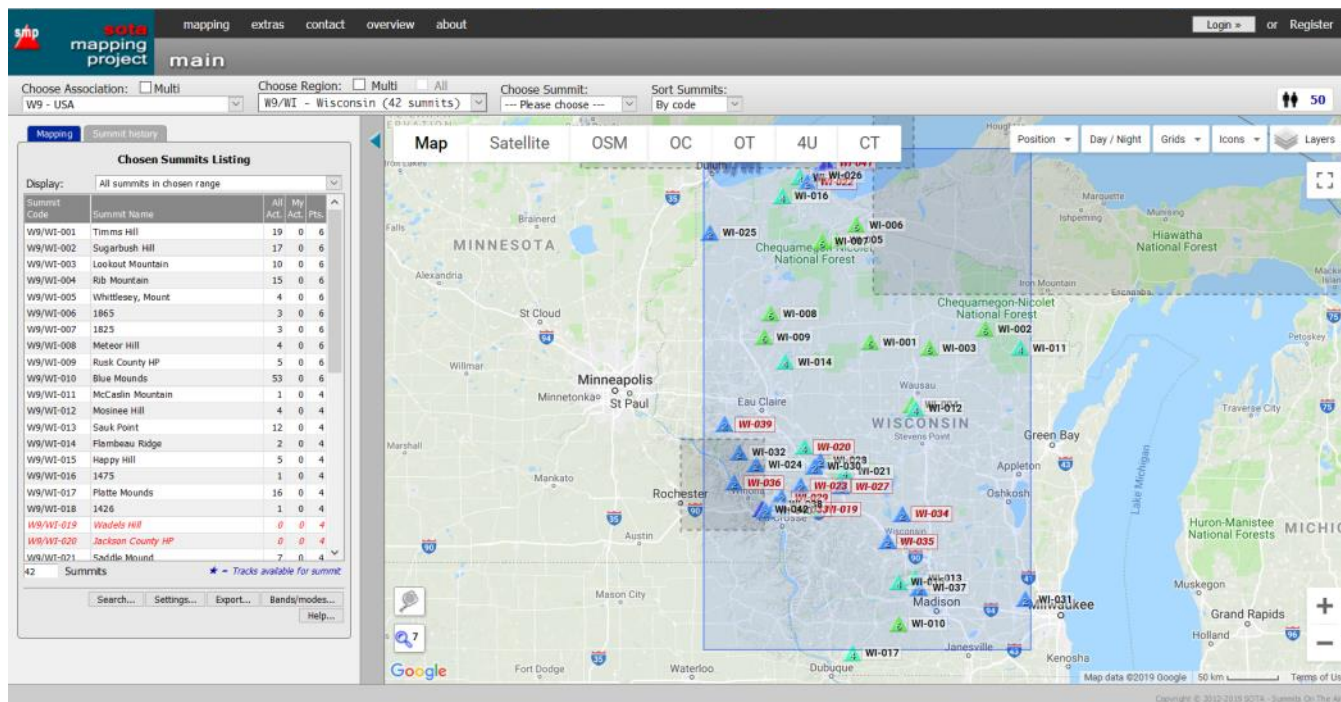 smp
sota
mapping
project
main
mapping extras contact overview about
Login » or Register
Choose Association: Multi
W9 - USA
Choose Region: Multi All
W9/WI - Wisconsin (42 summits)
Choose Summit:
--- Please choose ---
Sort Summits:
By code
50
Mapping Summit history
Chosen Summits Listing
Display: All summits in chosen range
Summit Code Summit Name All Act. My Act. Pts.
W9/WI-001 Timms Hill 19 0 6
W9/WI-002 Sugarbush Hill 17 0 6
W9/WI-003 Lookout Mountain 10 0 6
W9/WI-004 Rib Mountain 15 0 6
W9/WI-005 Whittlesey, Mount 4 0 6
W9/WI-006 1865 3 0 6
W9/WI-007 1825 3 0 6
W9/WI-008 Meteor Hill 4 0 6
W9/WI-009 Rusk County HP 5 0 6
W9/WI-010 Blue Mounds 53 0 6
W9/WI-011 McCaslin Mountain 1 0 4
W9/WI-012 Mosinee Hill 4 0 4
W9/WI-013 Sauk Point 12 0 4
W9/WI-014 Flambeau Ridge 2 0 4
W9/WI-015 Happy Hill 5 0 4
W9/WI-016 1475 1 0 4
W9/WI-017 Platte Mounds 16 0 4
W9/WI-018 1426 1 0 4
W9/WI-019 Wadels Hill 0 0 4
W9/WI-020 Jackson County HP 0 0 4
W9/WI-021 Saddle Mound 7 0 4
42 Summits ★ = Tracks available for summit
Search... Settings... Export... Bands/modes...
Help...
Map Satellite OSM OC OT 4U CT
Position Day / Night Grids Icons Layers
WI-026
WI-022
WI-016
WI-006
WI-025
WI-007
Chequamegon-Nicolet
National Forest
Brainerd
MINNESOTA
Alexandria
Marquette
Ishpeming
Munising
Hiawatha
National Forest
Iron Mountain
Escanaba
Chequamegon-Nicolet
National Forest
St Cloud
WI-008
WI-002
WI-009
WI-001
WI-003
WI-011
WI-014
Petoskey
Willmar
Minneapolis
Minnetonka
St Paul
Wausau
WI-012
Eau Claire
WI-039
WISCONSIN
Stevens Point
Green Bay
Traverse City
Marshall
WI-020
WI-032
WI-024
WI-030
WI-021
Appleton
Mankato
WI-036
WI-023
WI-027
Rochester
Oshkosh
WI-042
WI-034
Lake Michigan
Huron-Manistee
National Forests
MICHIG
Austin
WI-035
Mason City
WI-037
Madison
WI-031
Milwaukee
Muskegon
Grand Rapids
Holland
WI-010
Janesville
WI-017
Kenosha
Fort Dodge
Waterloo
Dubuque
7
Google
Map data ©2019 Google 50 km Terms of Us